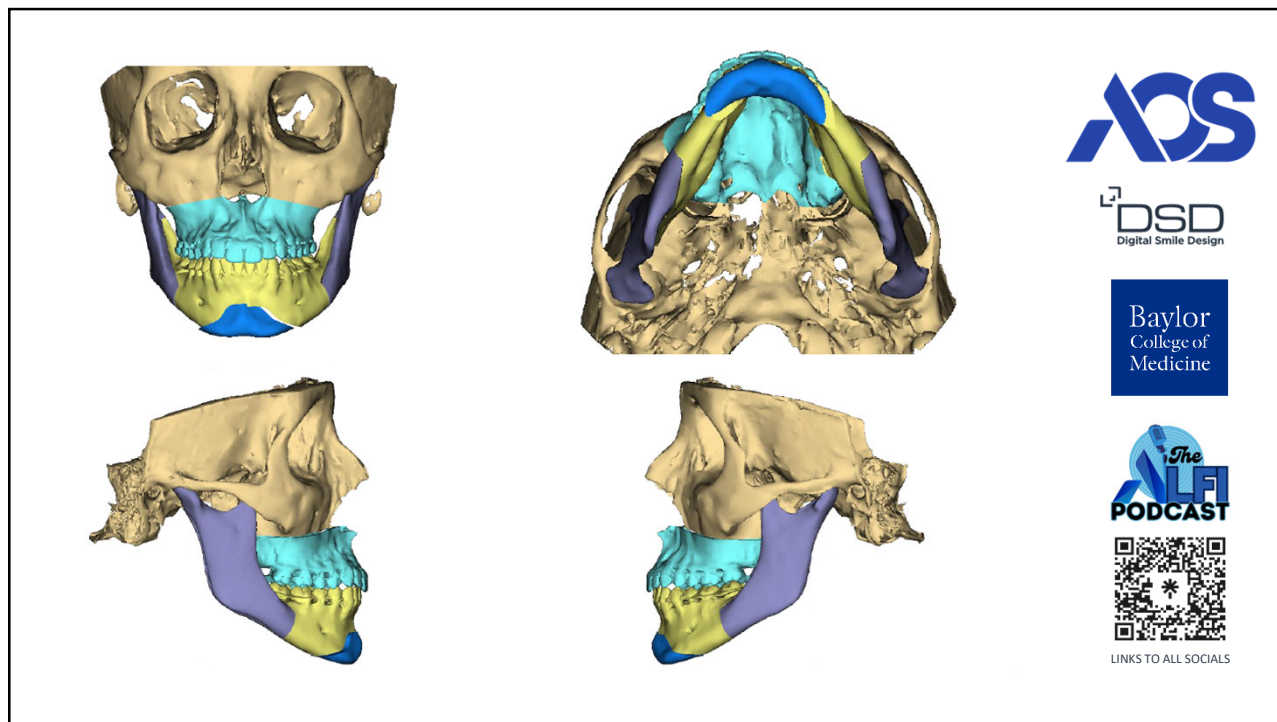 AOS
DSD
Digital Smile Design
Baylor
College of
Medicine
The
ALFI
PODCAST
LINKS TO ALL SOCIALS